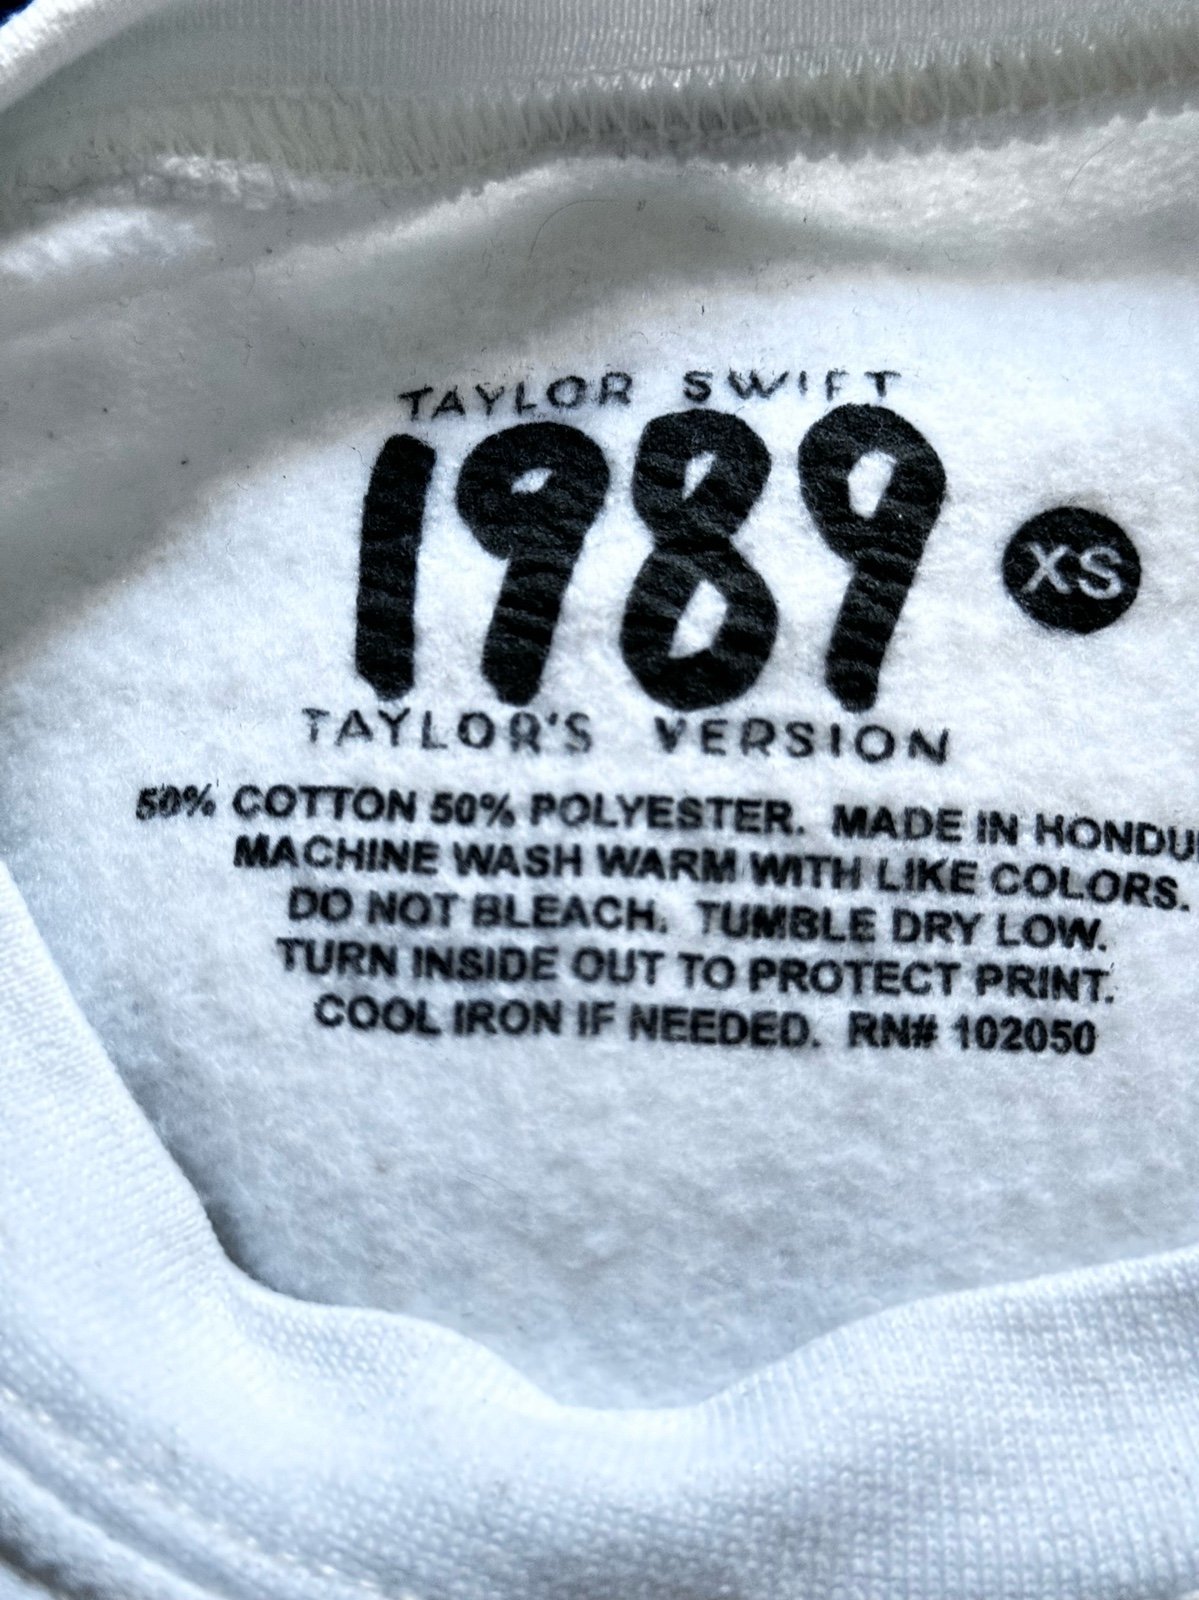 TAYLOR SWIFT
1989
XS
TAYLOR'S VERSION
50% COTTON 50% POLYESTER. MADE IN HONDU
MACHINE WASH WARM WITH LIKE COLORS.
DO NOT BLEACH. TUMBLE DRY LOW.
TURN INSIDE OUT TO PROTECT PRINT.
COOL IRON IF NEEDED. RN# 102050